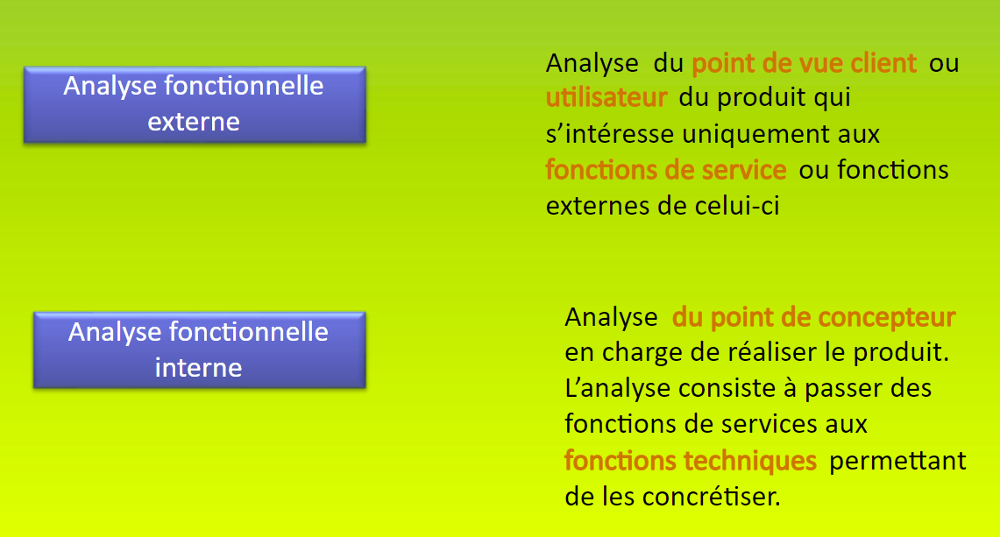 Analyse fonctionnelle
externe
Analyse du point de vue client ou
utilisateur du produit qui
s’intéresse uniquement aux
fonctions de service ou fonctions
externes de celui-ci
Analyse fonctionnelle
interne
Analyse du point de concepteur
en charge de réaliser le produit.
L’analyse consiste à passer des
fonctions de services aux
fonctions techniques permettant
de les concrétiser.